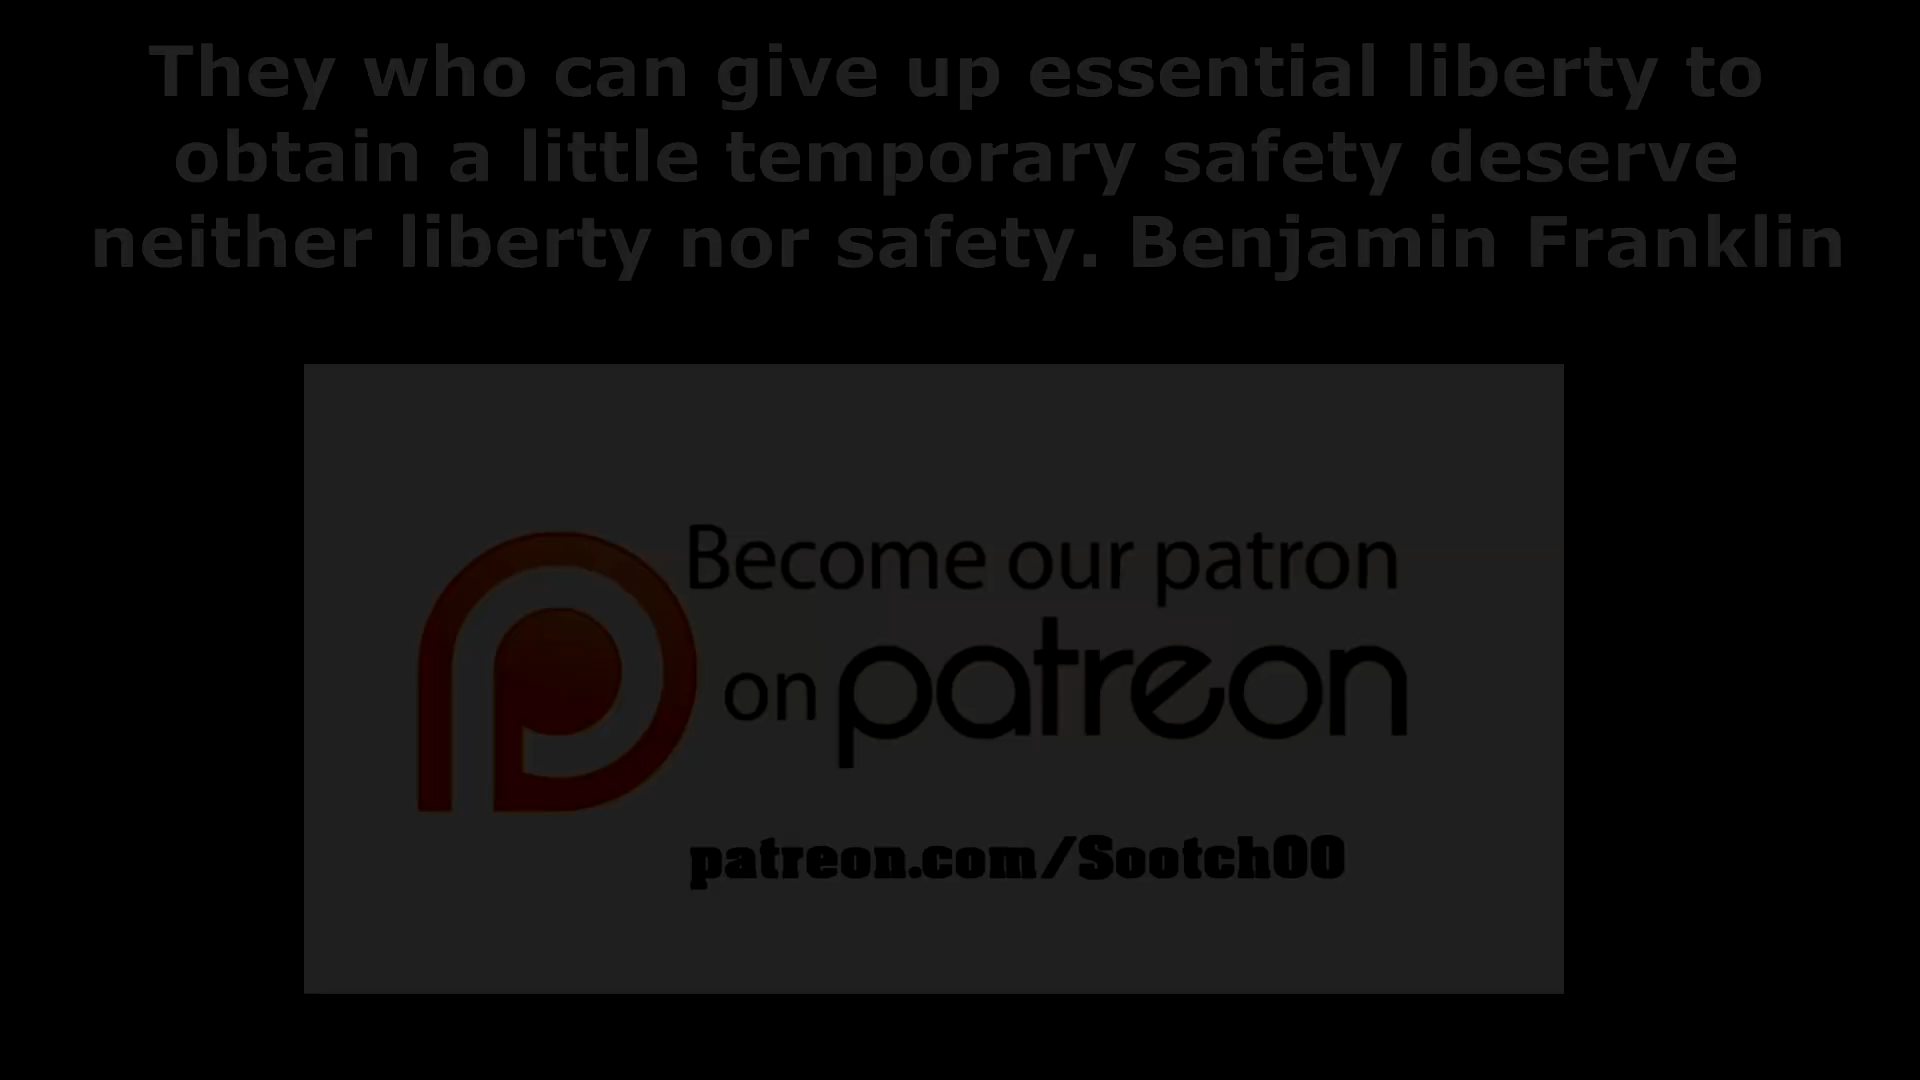 They who can give up essential liberty to
obtain a little temporary safety deserve
neither liberty nor safety. Benjamin Franklin
Become our patron
on patreon
patreon.com/Sootch00